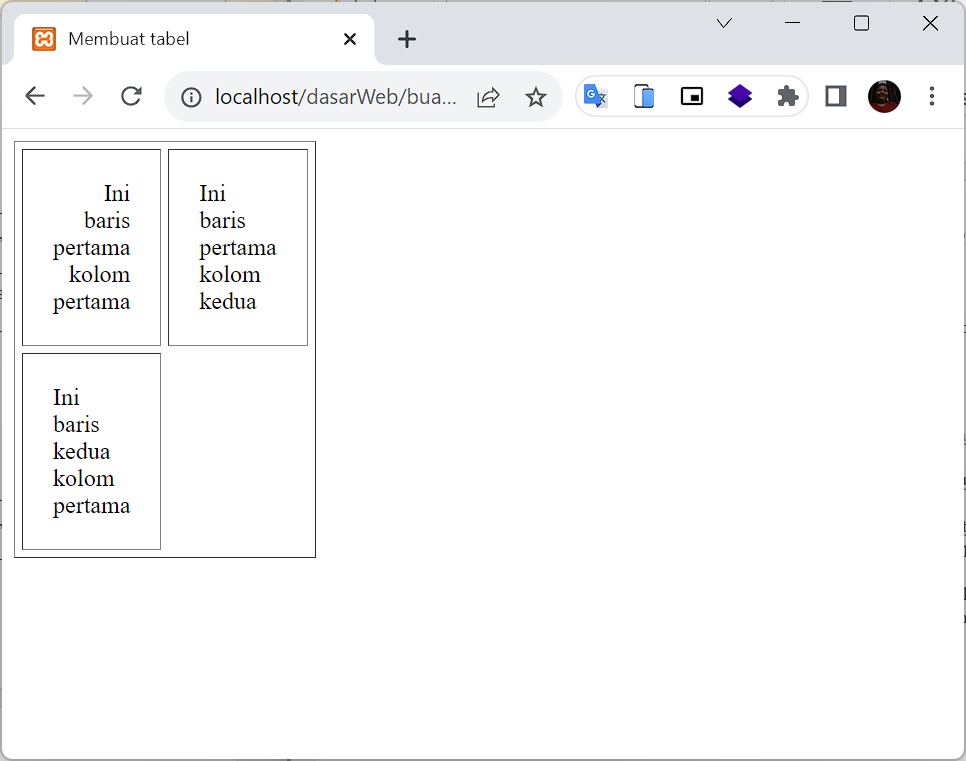 Membuat tabel
localhost/dasarWeb/bua...
Ini
baris
pertama
kolom
pertama
Ini
baris
pertama
kolom
kedua
Ini
baris
kedua
kolom
pertama